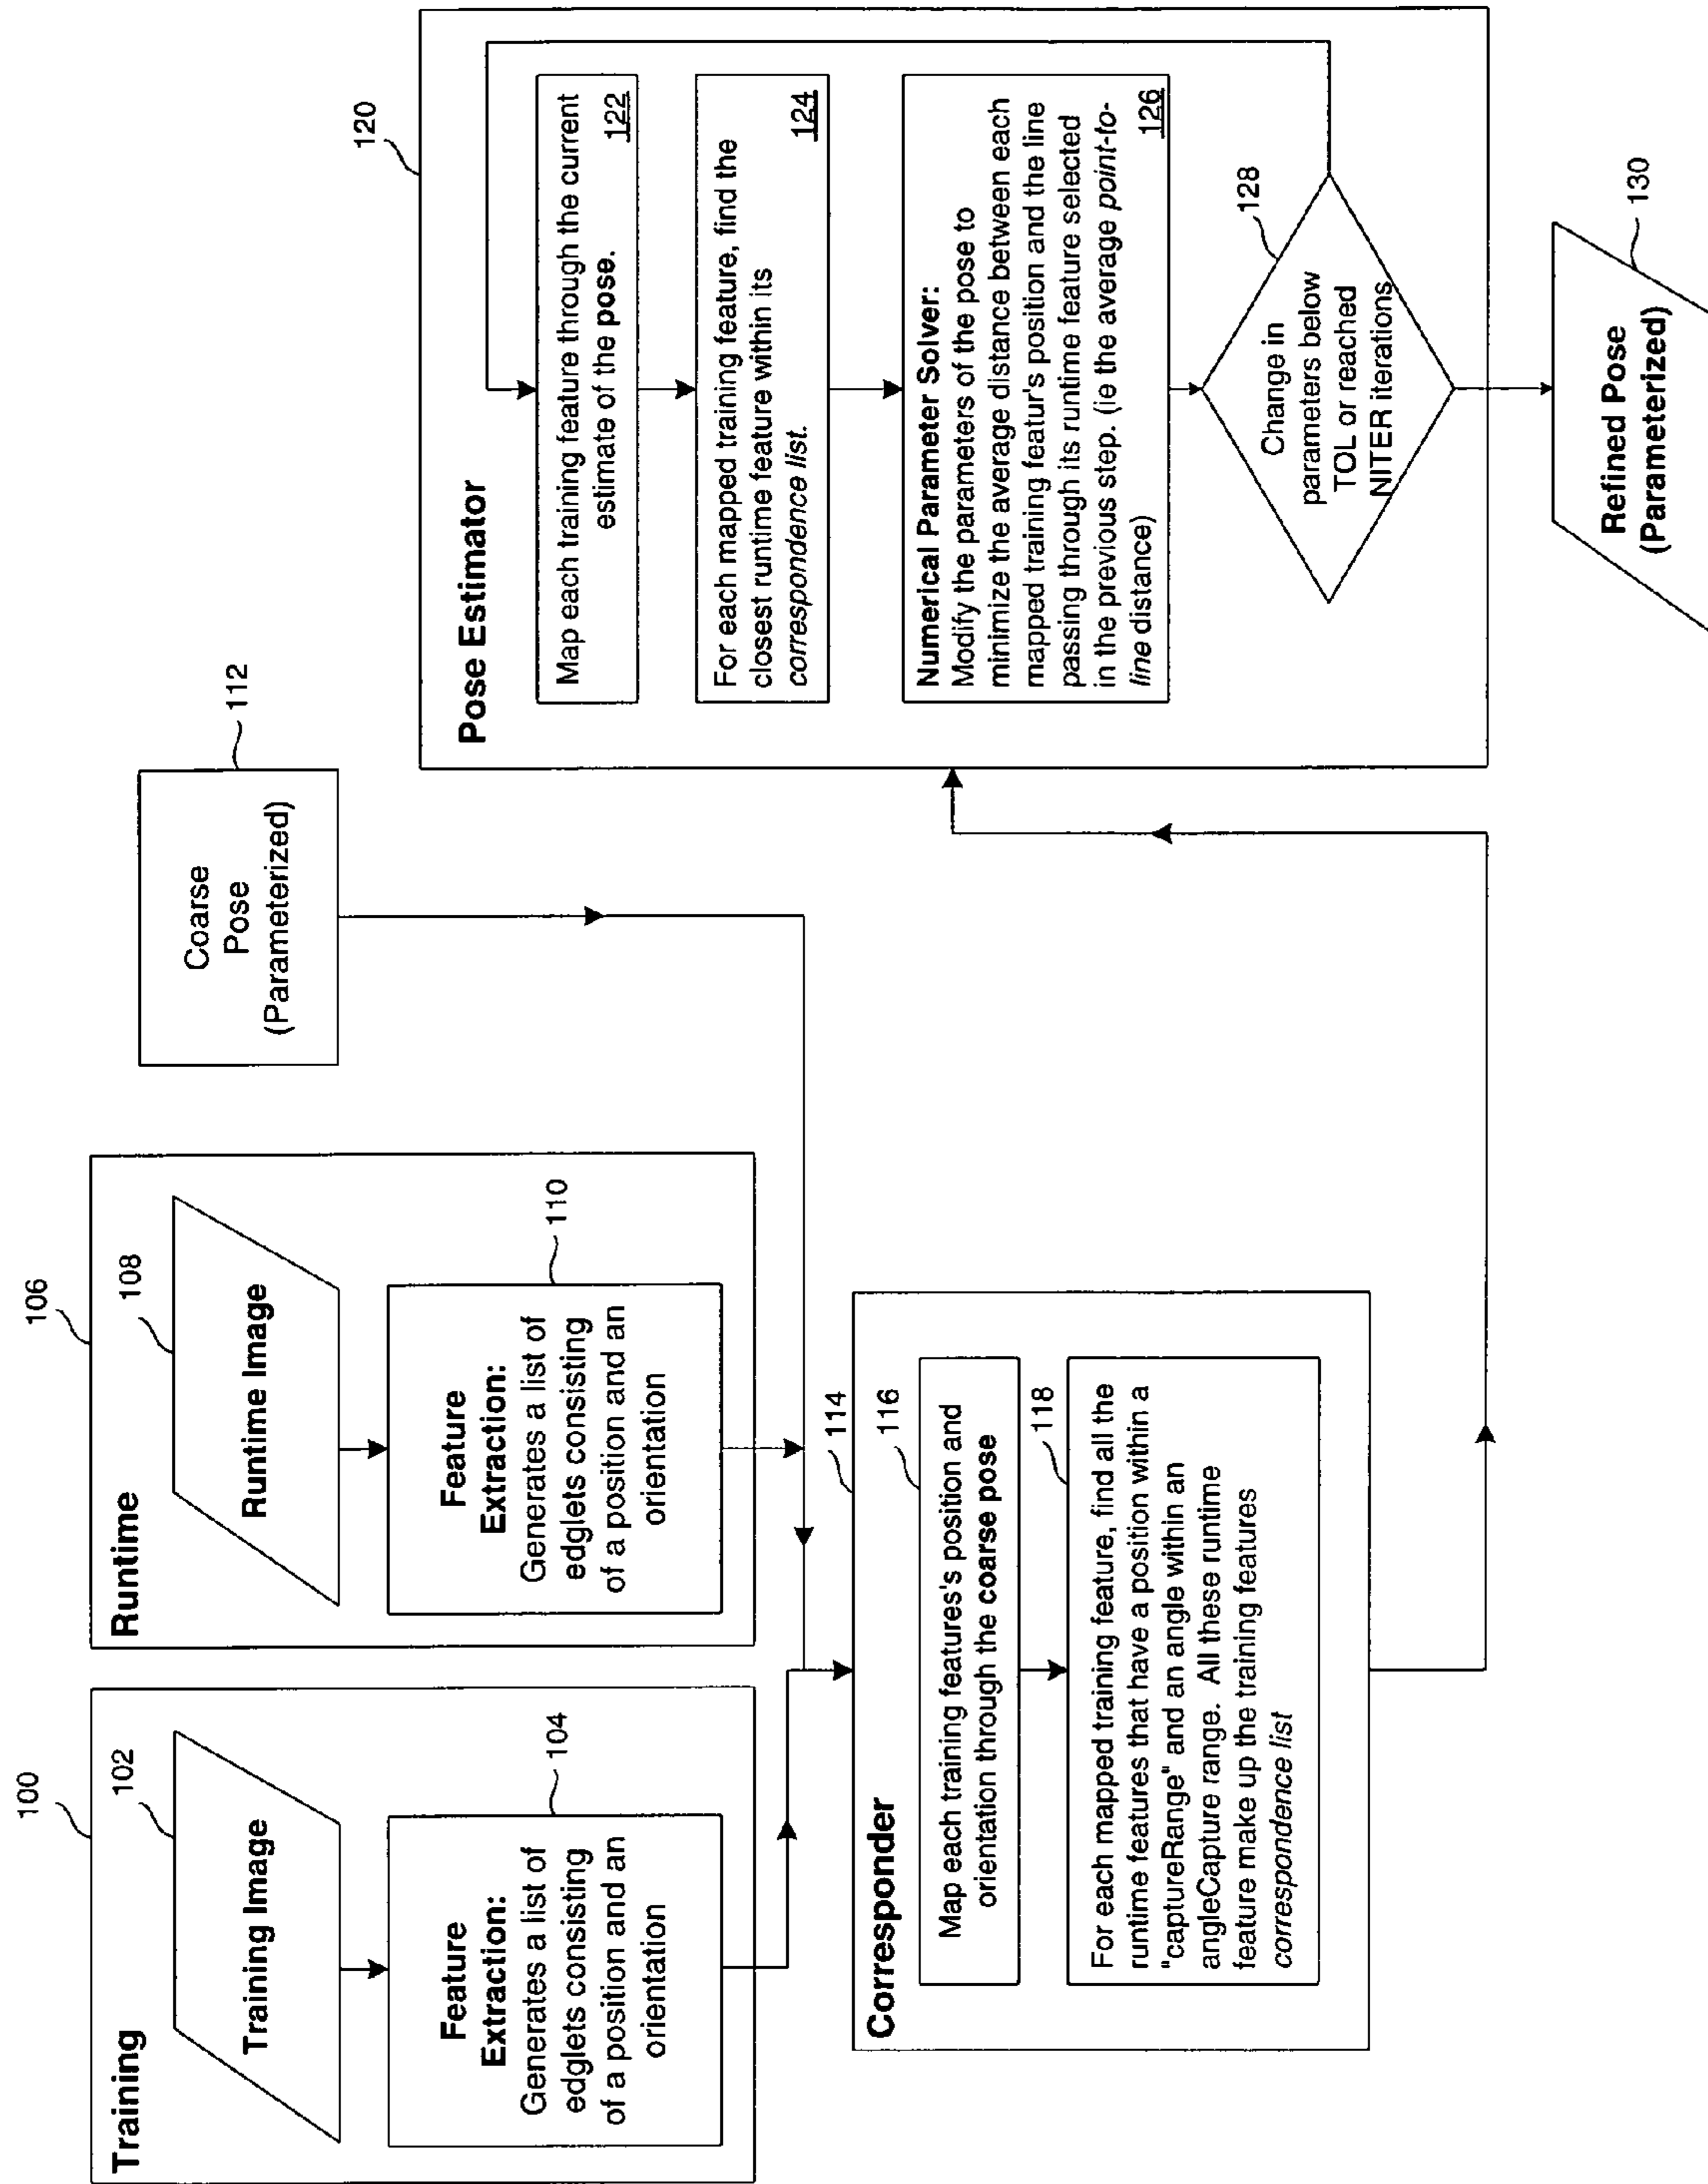 100
Training
102
Training Image
104
Feature
Extraction:
Generates a list of
edglets consisting
of a position and an
orientation
106
Runtime
108
Runtime Image
110
Feature
Extraction:
Generates a list of
edglets consisting
of a position and an
orientation
112
Coarse
Pose
(Parameterized)
114
Corresponder
116
Map each training features's position and
orientation through the coarse pose
118
For each mapped training feature, find all the
runtime features that have a position within a
"captureRange" and an angle within an
angleCapture range. All these runtime
feature make up the training features
correspondence list
120
Pose Estimator
Map each training feature through the current
estimate of the pose.
122
For each mapped training feature, find the
closest runtime feature within its
correspondence list.
124
Numerical Parameter Solver:
Modify the parameters of the pose to
minimize the average distance between each
mapped training featur's position and the line
passing through its runtime feature selected
in the previous step. (ie the average point-to-
line distance)
126
128
Change in
parameters below
TOL or reached
NITER iterations
130
Refined Pose
(Parameterized)